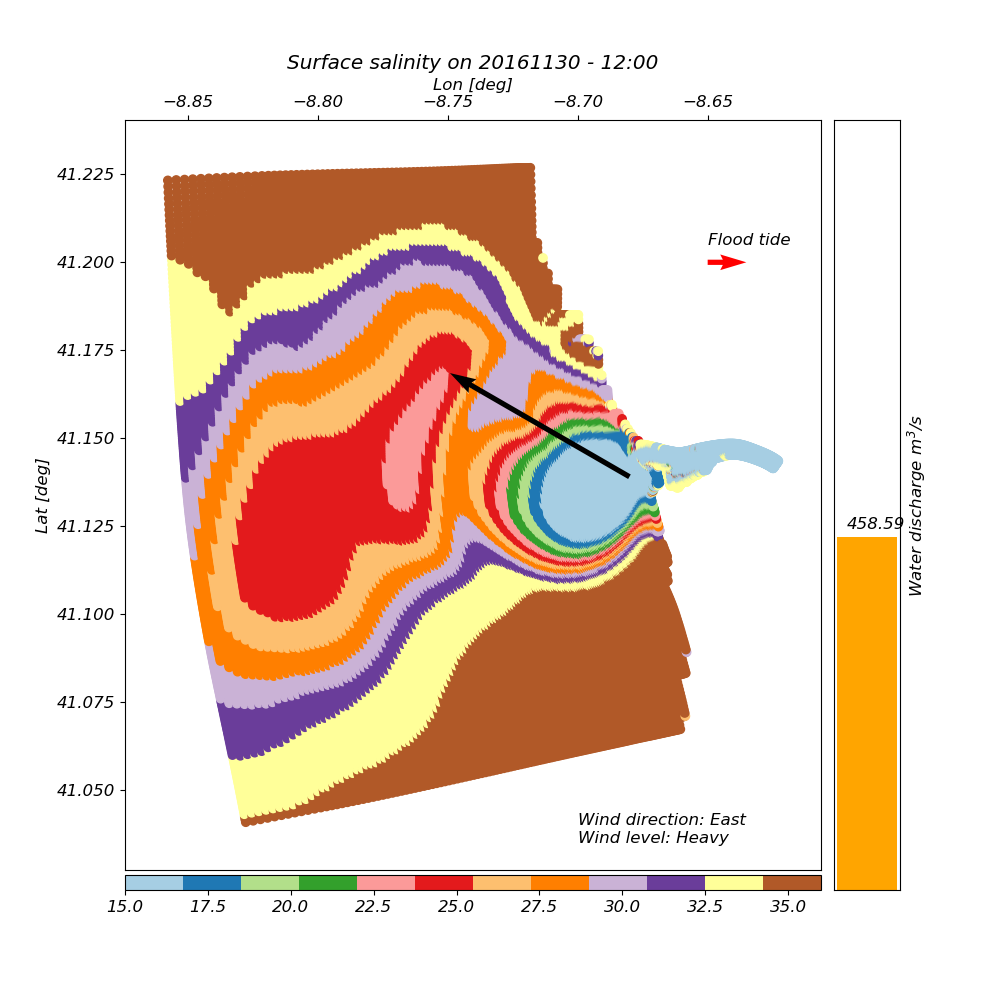 Surface salinity on 20161130 - 12:00
Lon [deg]
−8.85 −8.80 −8.75 −8.70 −8.65
41.225
41.200
41.175
41.150
41.125
41.100
41.075
41.050
Lat [deg]
Flood tide
Wind direction: East
Wind level: Heavy
458.59
Water discharge m³/s
15.0 17.5 20.0 22.5 25.0 27.5 30.0 32.5 35.0